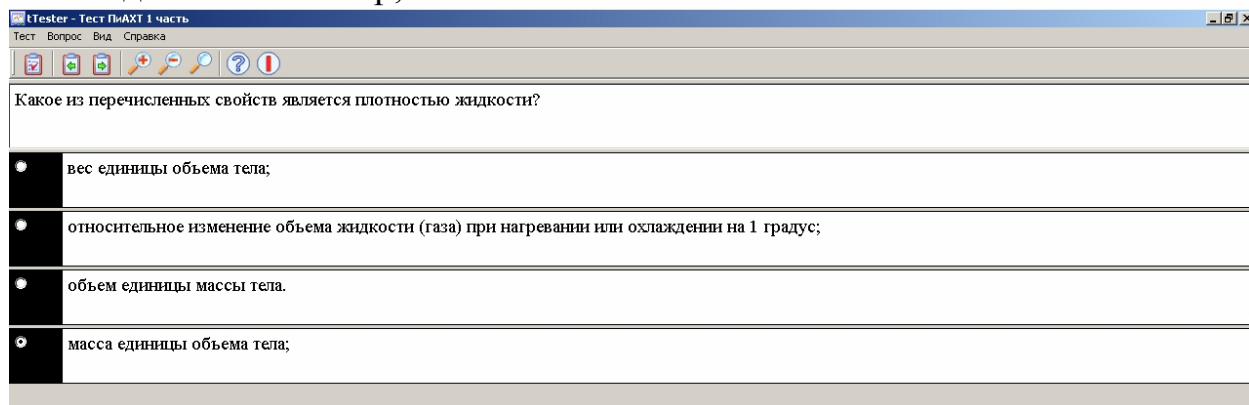 tTester - Тест ПиАХТ 1 часть
Тест Вопрос Вид Справка
Какое из перечисленных свойств является плотностью жидкости?
вес единицы объема тела;
относительное изменение объема жидкости (газа) при нагревании или охлаждении на 1 градус;
объем единицы массы тела.
масса единицы объема тела;